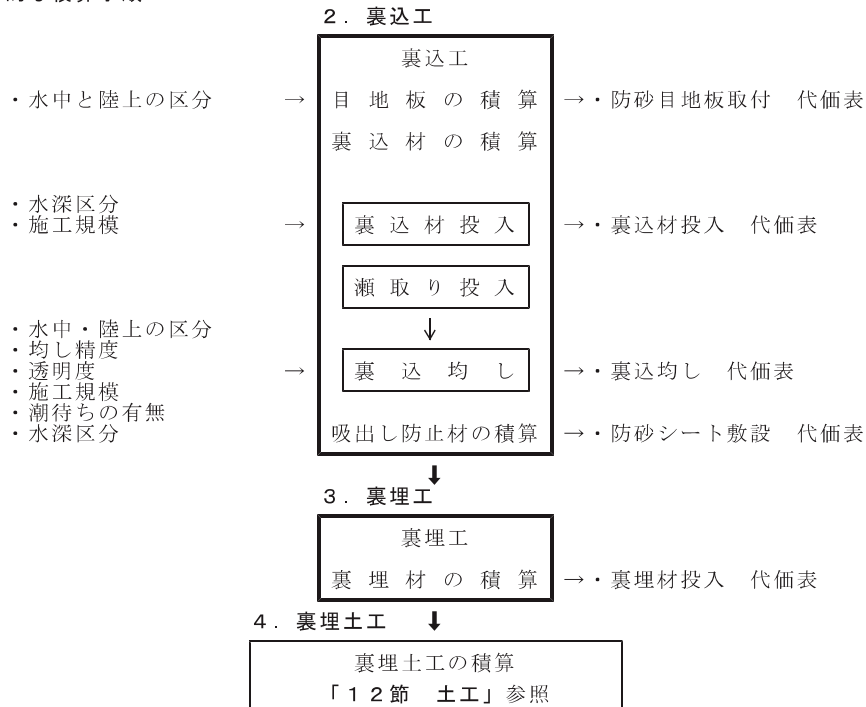 ２．裏込工
裏込工
・水中と陸上の区分 → 目地板の積算 →・防砂目地板取付　代価表
裏込材の積算
・水深区分
・施工規模 → 裏込材投入 →・裏込材投入　代価表
瀬取り投入
↓
・水中・陸上の区分
・均し精度
・透明度 → 裏込均し →・裏込均し　代価表
・施工規模
・潮待ちの有無
・水深区分 吸出し防止材の積算 →・防砂シート敷設　代価表
⬇
３．裏埋工
裏埋工
裏埋材の積算 →・裏埋材投入　代価表
４．裏埋土工 ⬇
裏埋土工の積算
「１２節　土工」参照